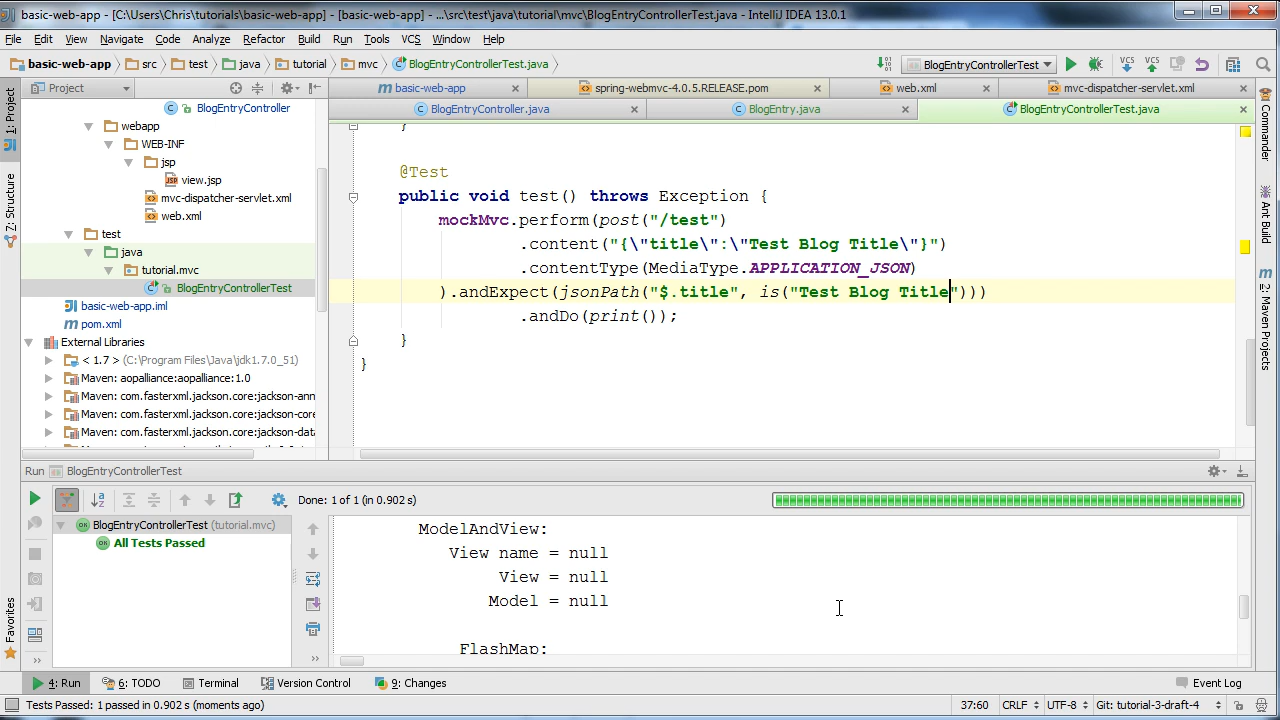 basic-web-app - [C:\Users\Chris\tutorials\basic-web-app] - [basic-web-app] - ...\src\test\java\tutorial\mvc\BlogEntryControllerTest.java - IntelliJ IDEA 13.0.1
File Edit View Navigate Code Analyze Refactor Build Run Tools VCS Window Help
basic-web-app src test java tutorial mvc BlogEntryControllerTest.java BlogEntryControllerTest VCS VCS
Project
basic-web-app spring-webmvc-4.0.5.RELEASE.pom web.xml mvc-dispatcher-servlet.xml
BlogEntryController.java BlogEntry.java BlogEntryControllerTest.java
1: Project
Z: Structure
Favorites
BlogEntryController
webapp
WEB-INF
jsp
view.jsp
mvc-dispatcher-servlet.xml
web.xml
test
java
tutorial.mvc
BlogEntryControllerTest
basic-web-app.iml
pom.xml
External Libraries
< 1.7 > (C:\Program Files\Java\jdk1.7.0_51)
Maven: aopalliance:aopalliance:1.0
Maven: com.fasterxml.jackson.core:jackson-ann
Maven: com.fasterxml.jackson.core:jackson-core
Maven: com.fasterxml.jackson.core:jackson-data
}
@Test
public void test() throws Exception {
mockMvc.perform(post("/test")
.content("{\"title\":\"Test Blog Title\"}")
.contentType(MediaType.APPLICATION_JSON)
).andExpect(jsonPath("$.title", is("Test Blog Title")))
.andDo(print());
}
}
Commander
Ant Build
Maven Projects
Run BlogEntryControllerTest
Done: 1 of 1 (in 0.902 s)
BlogEntryControllerTest (tutorial.mvc)
All Tests Passed
ModelAndView:
View name = null
View = null
Model = null
FlashMap:
4: Run 6: TODO Terminal Version Control 9: Changes Event Log
Tests Passed: 1 passed in 0.902 s (moments ago) 37:60 CRLF UTF-8 Git: tutorial-3-draft-4